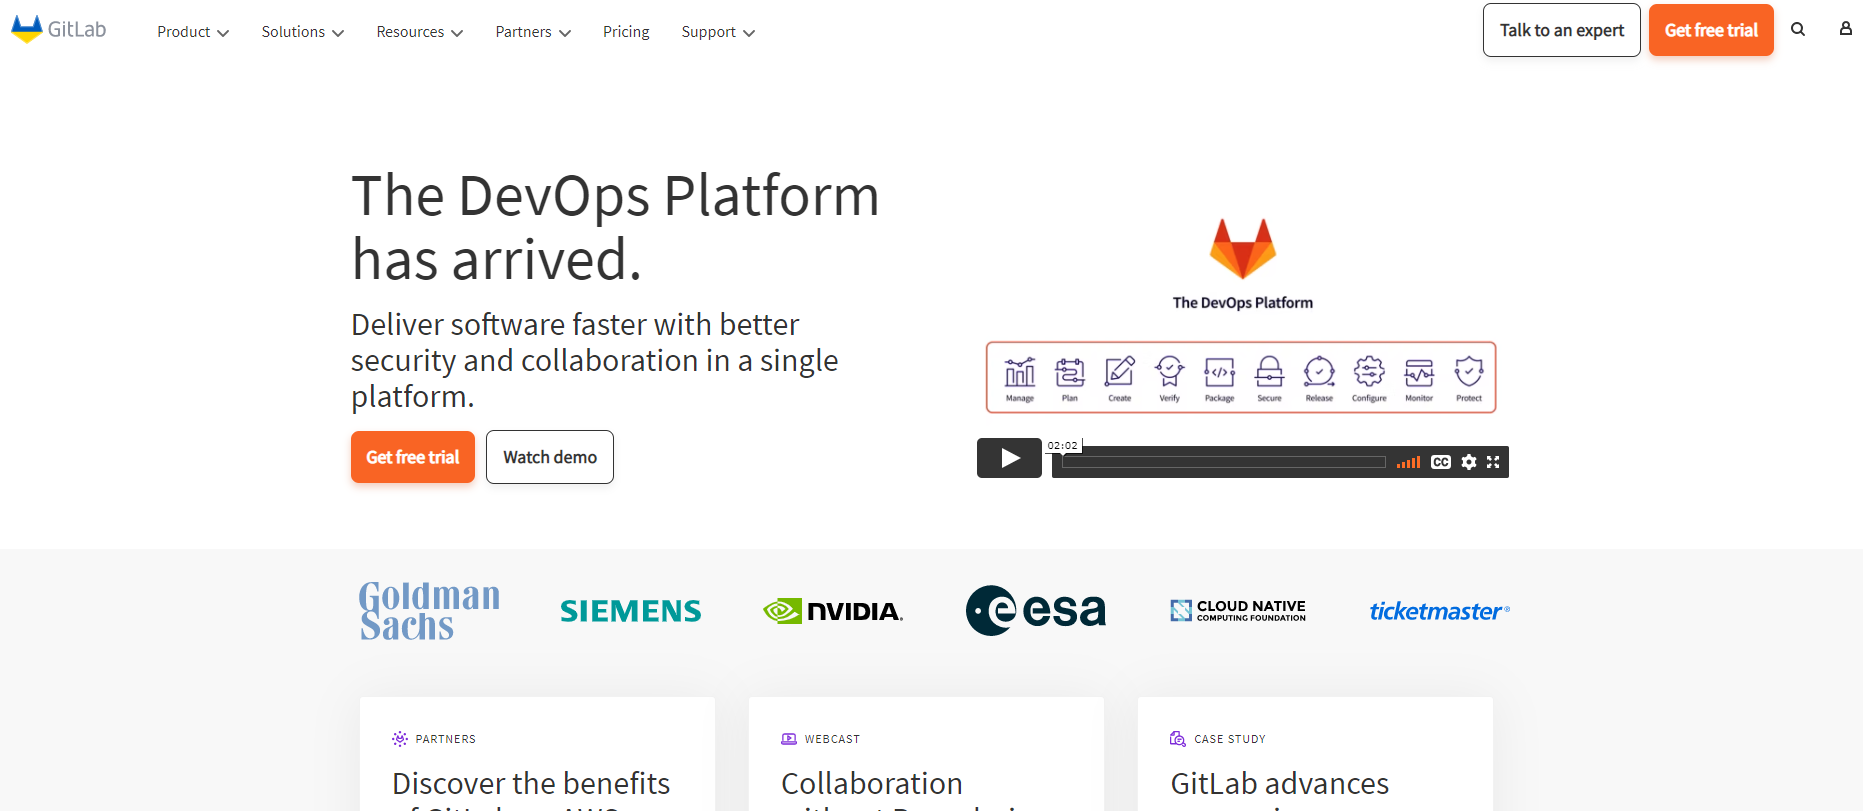 GitLab
Product
Solutions
Resources
Partners
Pricing
Support
Talk to an expert
Get free trial
The DevOps Platform
has arrived.
Deliver software faster with better
security and collaboration in a single
platform.
Get free trial
Watch demo
The DevOps Platform
Manage
Plan
Create
Verify
Package
Secure
Release
Configure
Monitor
Protect
02:02
CC
Goldman
Sachs
SIEMENS
NVIDIA.
esa
CLOUD NATIVE
COMPUTING FOUNDATION
ticketmaster®
PARTNERS
Discover the benefits
WEBCAST
Collaboration
CASE STUDY
GitLab advances